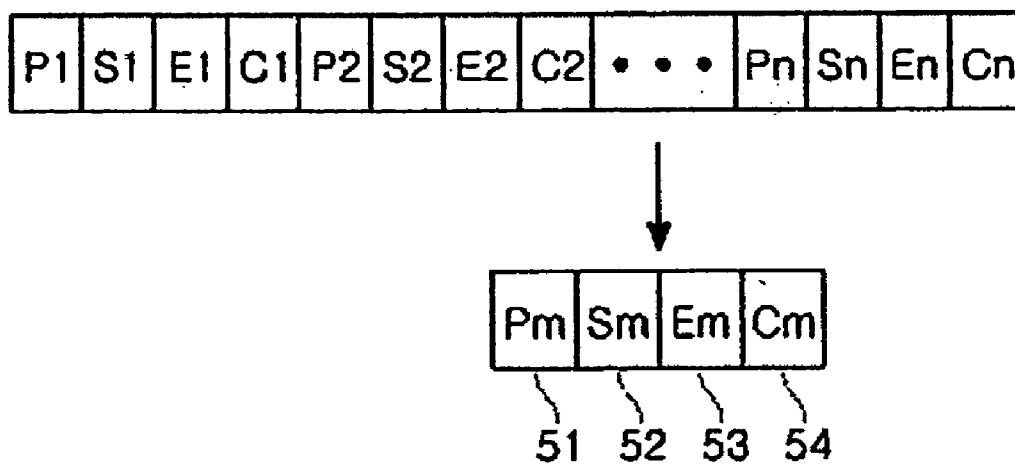 P1 S1 E1 C1 P2 S2 E2 C2 • • • Pn Sn En Cn
Pm Sm Em Cm
51 52 53 54